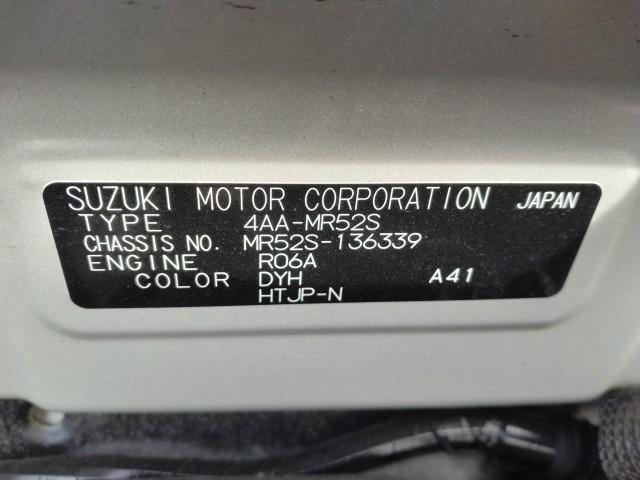 SUZUKI MOTOR CORPORATION JAPAN
TYPE 4AA-MR52S
CHASSIS NO. MR52S-136339
ENGINE R06A
COLOR DYH A41
HTJP-N